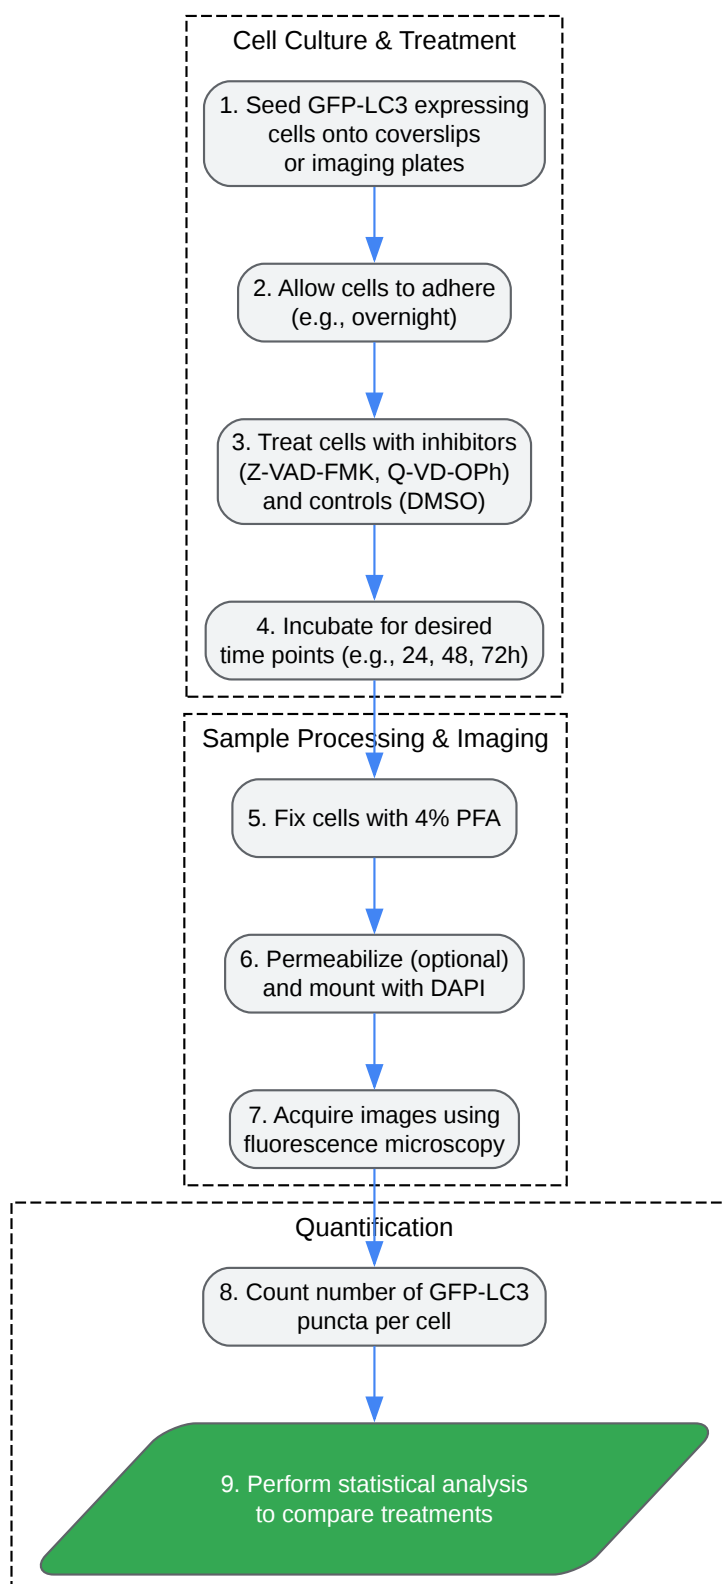 Cell Culture & Treatment
1. Seed GFP-LC3 expressing
cells onto coverslips
or imaging plates
2. Allow cells to adhere
(e.g., overnight)
3. Treat cells with inhibitors
(Z-VAD-FMK, Q-VD-OPh)
and controls (DMSO)
4. Incubate for desired
time points (e.g., 24, 48, 72h)
Sample Processing & Imaging
5. Fix cells with 4% PFA
6. Permeabilize (optional)
and mount with DAPI
7. Acquire images using
fluorescence microscopy
Quantification
8. Count number of GFP-LC3
puncta per cell
9. Perform statistical analysis
to compare treatments